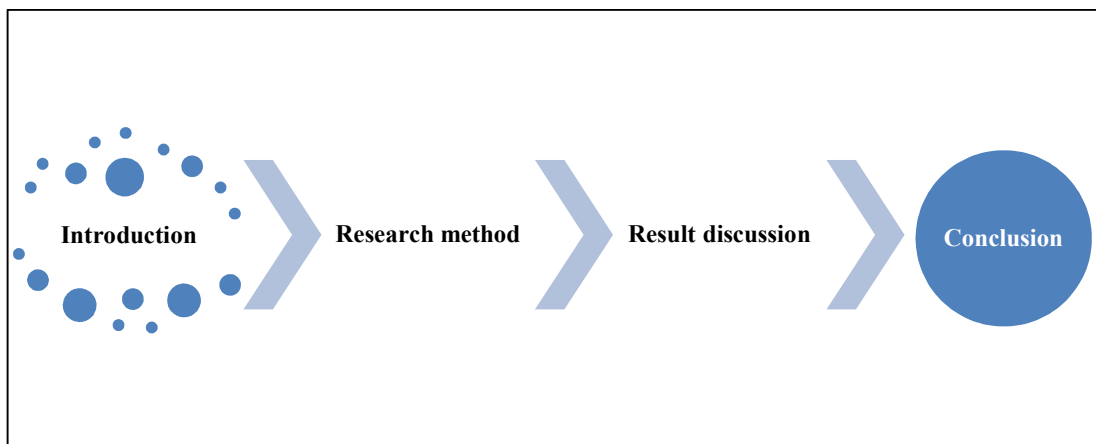 Introduction
Research method
Result discussion
Conclusion